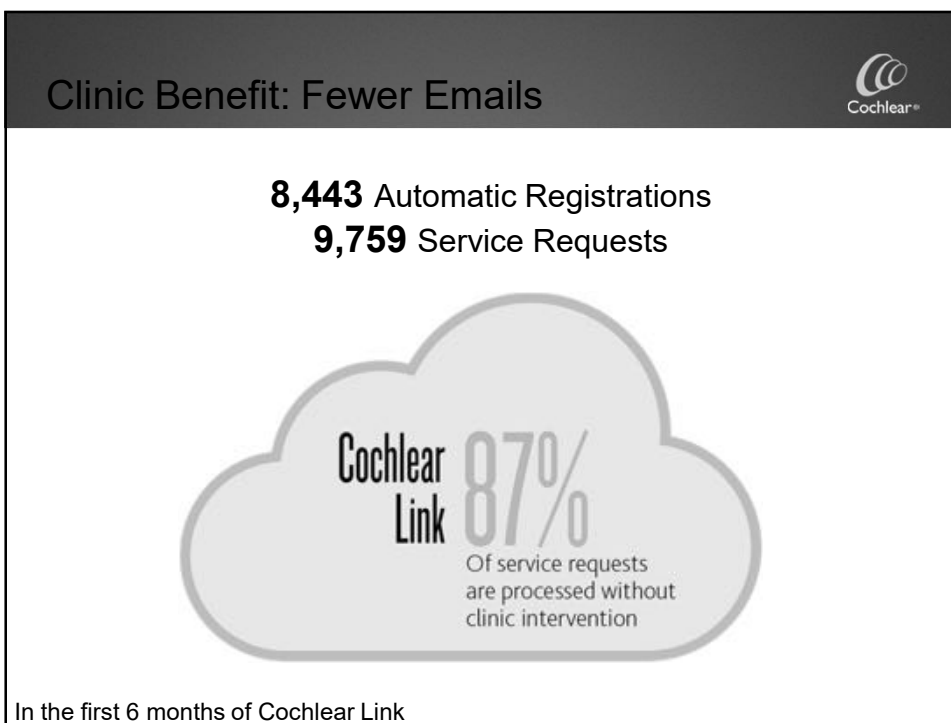 Clinic Benefit: Fewer Emails
Cochlear®
8,443 Automatic Registrations
9,759 Service Requests
Cochlear
Link
87%
Of service requests
are processed without
clinic intervention
In the first 6 months of Cochlear Link